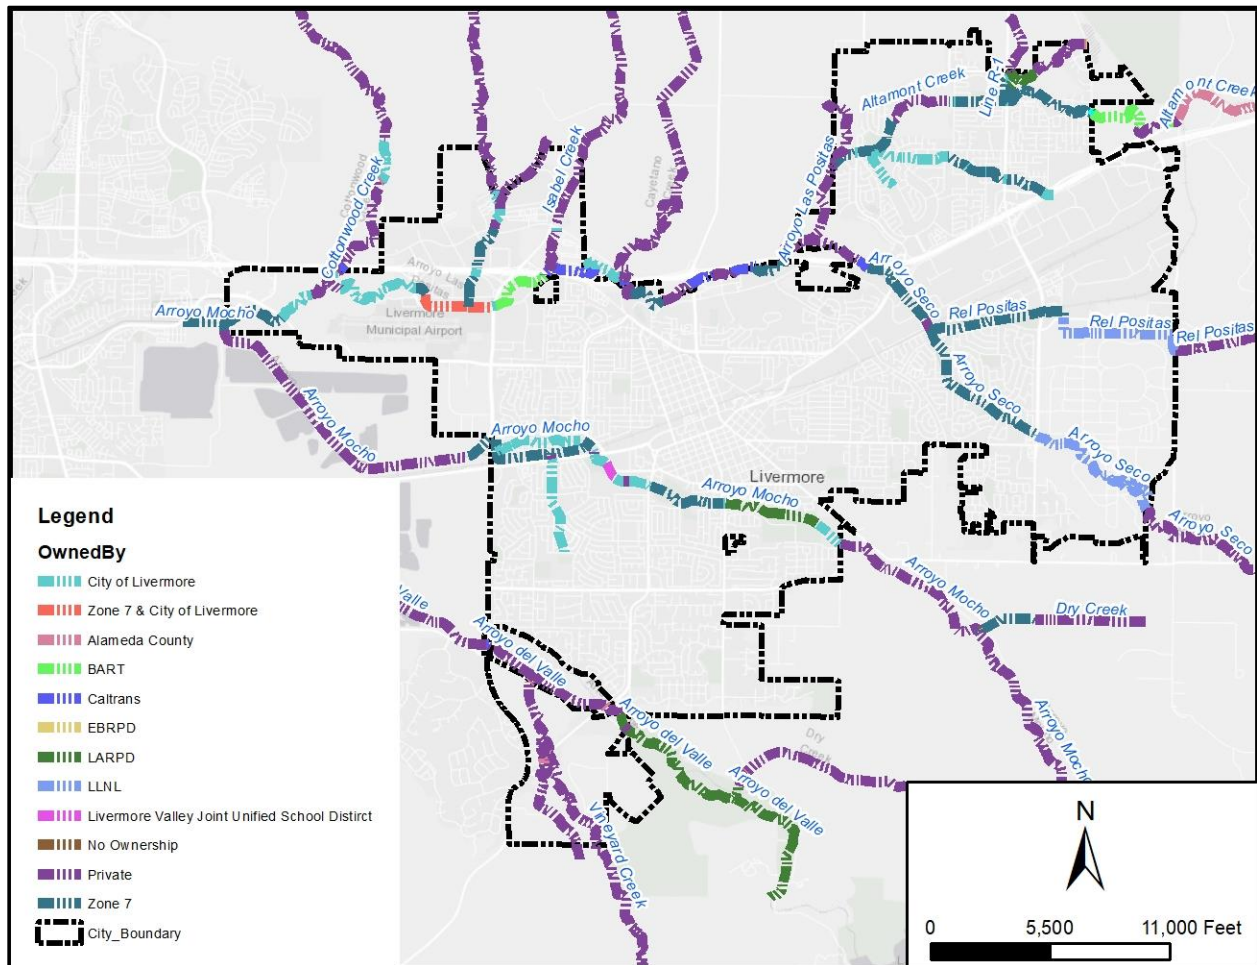 Altamont Creek
Line R-1
Altamont Creek
Cottonwood Creek
Cottonwood
Isabel Creek
Cayetano
Creek
Arroyo Las Positas
Arroyo Las
Positas
Arroyo Mocho
Livermore
Municipal Airport
Arroyo Seco
Rel Positas
Rel Positas
Rel Positas
Arroyo Mocho
Arroyo Mocho
Arroyo Seco
Arroyo Seco
Livermore
Arroyo Mocho
Arroyo Seco
Arroyo Mocho
Dry Creek
Valle
Arroyo del Valle
Arroyo del Valle
Arroyo Mocho
Dry
Creek
Arroyo del Valle
Vineyard Creek
Legend
OwnedBy
City of Livermore
Zone 7 & City of Livermore
Alameda County
BART
Caltrans
EBRPD
LARPD
LLNL
Livermore Valley Joint Unified School Distirct
No Ownership
Private
Zone 7
City_Boundary
N
0 5,500 11,000 Feet